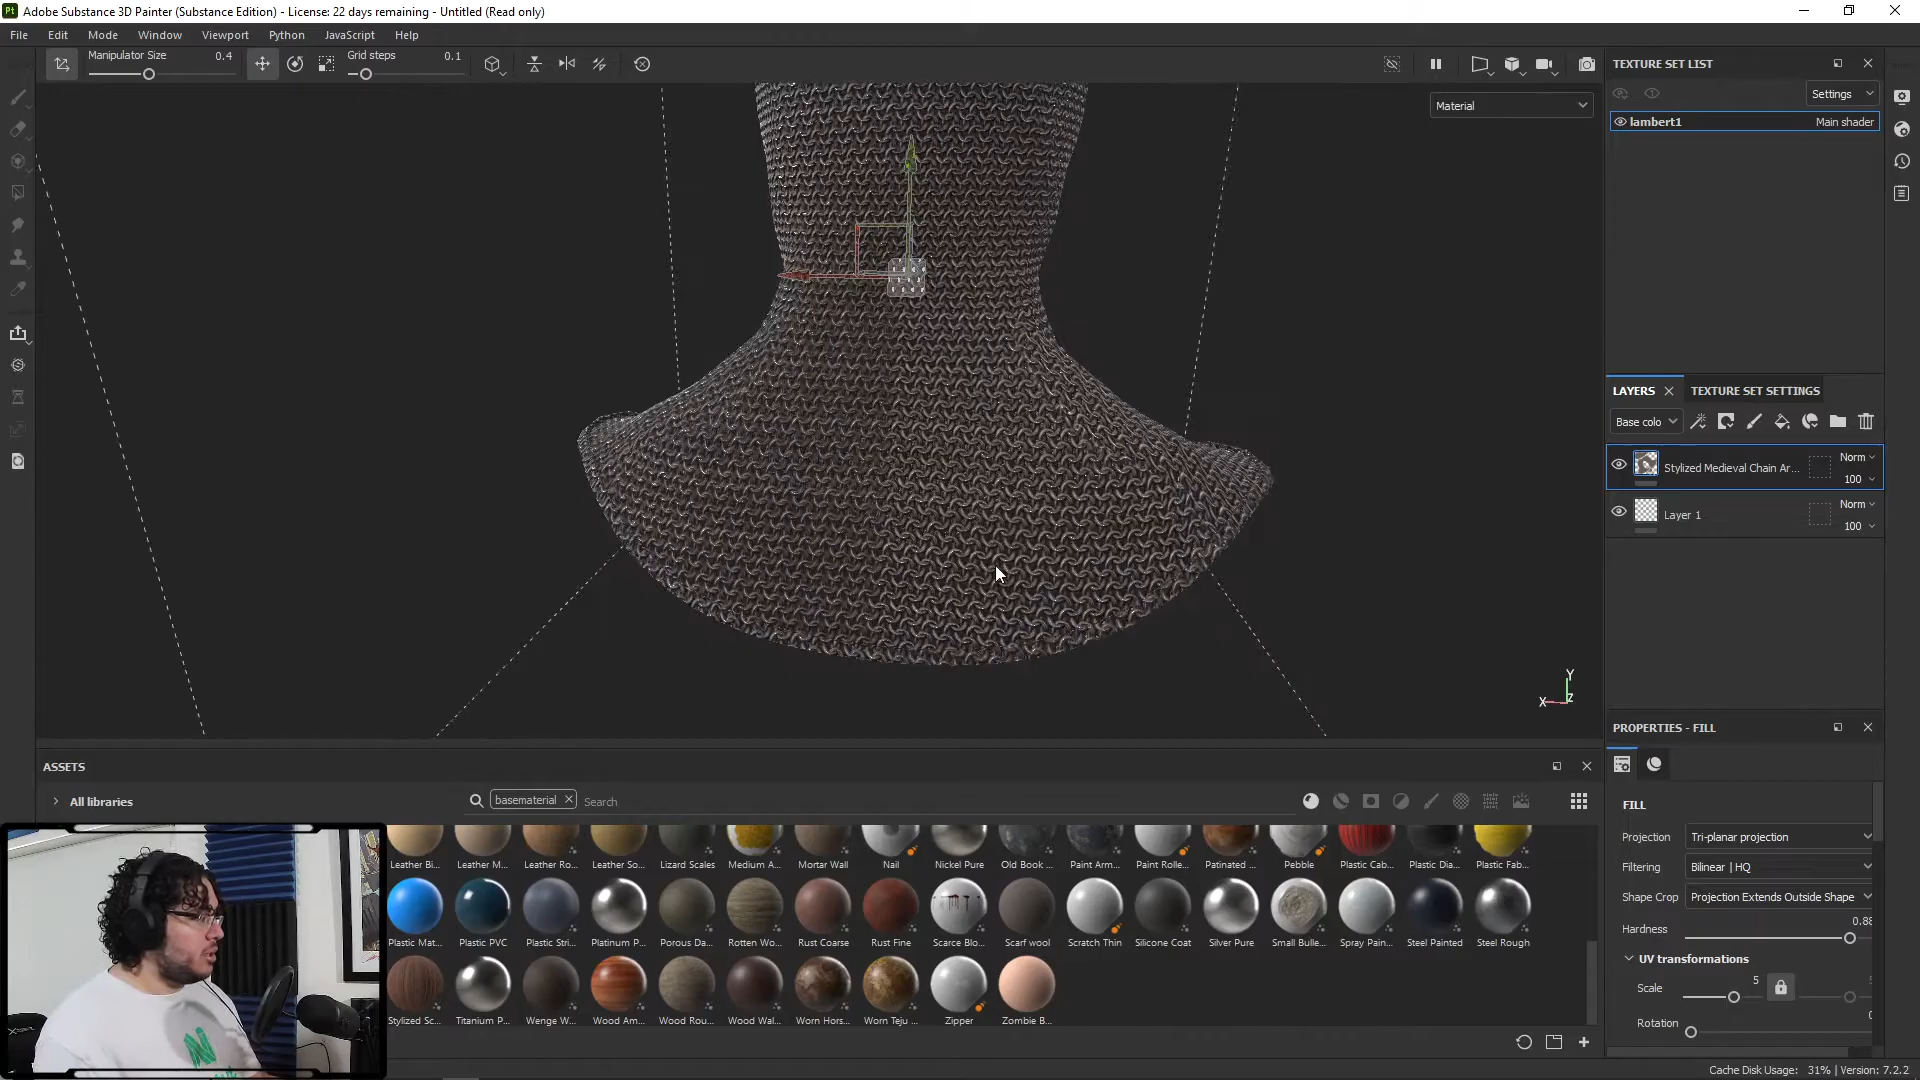 Adobe Substance 3D Painter (Substance Edition) - License: 22 days remaining - Untitled (Read only)
File Edit Mode Window Viewport Python JavaScript Help
Manipulator Size 0.4 Grid steps 0.1
Material
TEXTURE SET LIST
Settings
lambert1 Main shader
LAYERS TEXTURE SET SETTINGS
Base colo
Stylized Medieval Chain Ar... Norm
100
Layer 1 Norm
100
Y
X Z
PROPERTIES - FILL
FILL
Projection Tri-planar projection
Filtering Bilinear | HQ
Shape Crop Projection Extends Outside Shape
Hardness 0.88
UV transformations
Scale 5
Rotation
ASSETS
All libraries basematerial Search
Leather Bi... Leather M... Leather Ro... Leather So... Lizard Scales Medium A... Mortar Wall Nail Nickel Pure Old Book ... Paint Arm... Paint Rolle... Patinated ... Pebble Plastic Cab... Plastic Dia... Plastic Fab...
Plastic Mat... Plastic PVC Plastic Stri... Platinum P... Porous Da... Rotten Wo... Rust Coarse Rust Fine Scarce Blo... Scarf wool Scratch Thin Silicone Coat Silver Pure Small Bulle... Spray Pain... Steel Painted Steel Rough
Stylized Sc... Titanium P... Wenge W... Wood Am... Wood Rou... Wood Wal... Worn Hors... Worn Teju ... Zipper Zombie B...
Cache Disk Usage: 31% | Version: 7.2.2